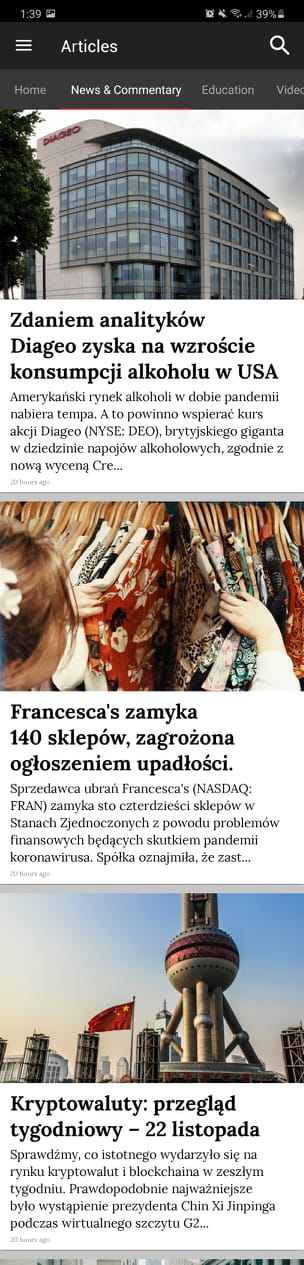 1:39 39%
Articles
Home News & Commentary Education Video
DIAGEO
Zdaniem analityków
Diageo zyska na wzroście
konsumpcji alkoholu w USA
Amerykański rynek alkoholi w dobie pandemii
nabiera tempa. A to powinno wspierać kurs
akcji Diageo (NYSE: DEO), brytyjskiego giganta
w dziedzinie napojów alkoholowych, zgodnie z
nową wyceną Cre...
20 hours ago
Francesca's zamyka
140 sklepów, zagrożona
ogłoszeniem upadłości.
Sprzedawca ubrań Francesca's (NASDAQ:
FRAN) zamyka sto czterdzieści sklepów w
Stanach Zjednoczonych z powodu problemów
finansowych będących skutkiem pandemii
koronawirusa. Spółka oznajmiła, że zast...
20 hours ago
Kryptowaluty: przegląd
tygodniowy – 22 listopada
Sprawdźmy, co istotnego wydarzyło się na
rynku kryptowalut i blockchaina w zeszłym
tygodniu. Prawdopodobnie najważniejsze
było wystąpienie prezydenta Chin Xi Jinpinga
podczas wirtualnego szczytu G2...
20 hours ago